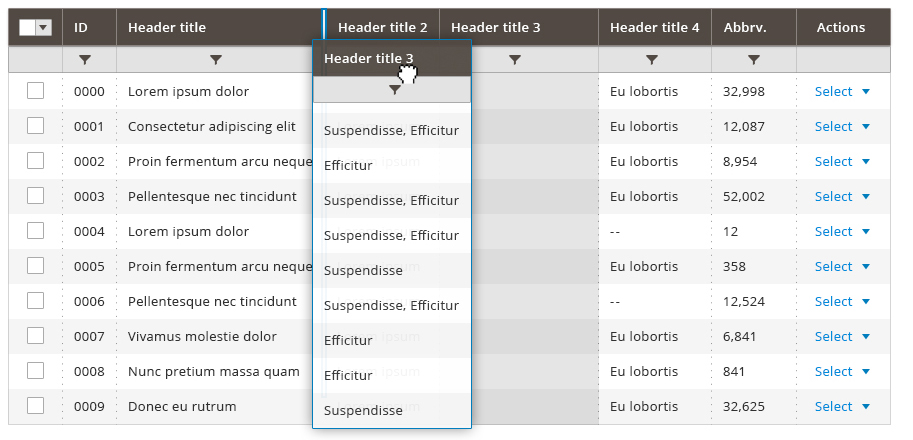 ID Header title Header title 2 Header title 3 Header title 4 Abbrv. Actions
Header title 3
0000 Lorem ipsum dolor Eu lobortis 32,998 Select
0001 Consectetur adipiscing elit Suspendisse, Efficitur Eu lobortis 12,087 Select
0002 Proin fermentum arcu neque Efficitur Eu lobortis 8,954 Select
0003 Pellentesque nec tincidunt Suspendisse, Efficitur Eu lobortis 52,002 Select
0004 Lorem ipsum dolor Suspendisse, Efficitur -- 12 Select
0005 Proin fermentum arcu neque Suspendisse Eu lobortis 358 Select
0006 Pellentesque nec tincidunt Suspendisse, Efficitur -- 12,524 Select
0007 Vivamus molestie dolor Efficitur Eu lobortis 6,841 Select
0008 Nunc pretium massa quam Efficitur Eu lobortis 841 Select
0009 Donec eu rutrum Suspendisse Eu lobortis 32,625 Select